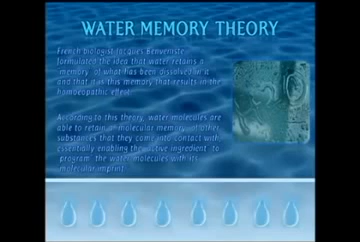 WATER MEMORY THEORY
French biologist Jacques Benveniste
formulated the idea that water retains a
'memory' of what has been dissolved in it
and that it is this memory that results in the
homoeopathic effect.
According to this theory, water molecules are
able to retain a 'molecular memory' of other
substances that they come into contact with,
essentially enabling the 'active ingredient' to
'program' the water molecules with its
'molecular imprint'